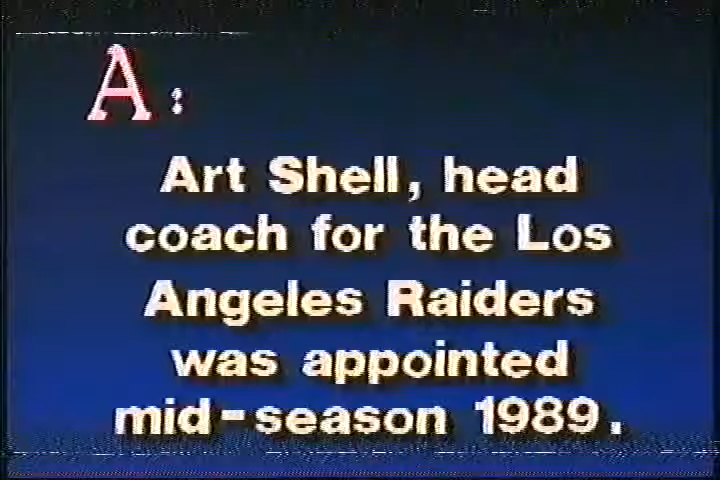 A:
Art Shell, head
coach for the Los
Angeles Raiders
was appointed
mid-season 1989.